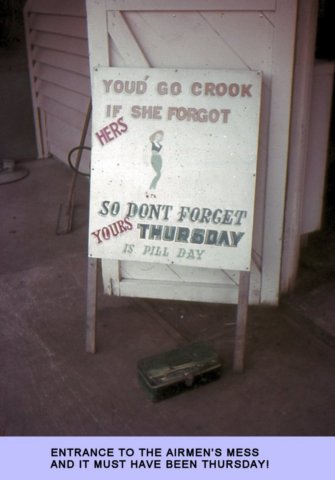 YOUD' GO CROOK
IF SHE FORGOT
HERS
SO DONT FORGET
YOURS THURSDAY
IS PILL DAY
ENTRANCE TO THE AIRMEN'S MESS
AND IT MUST HAVE BEEN THURSDAY!